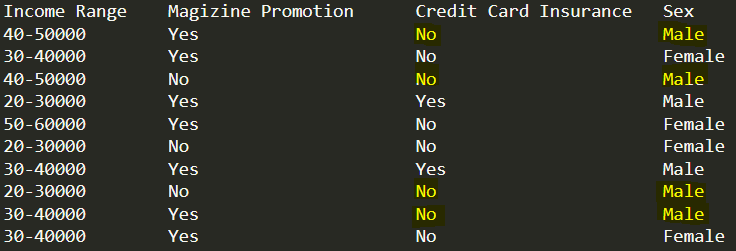 Income Range Magizine Promotion Credit Card Insurance Sex
40-50000 Yes No Male
30-40000 Yes No Female
40-50000 No No Male
20-30000 Yes Yes Male
50-60000 Yes No Female
20-30000 No No Female
30-40000 Yes Yes Male
20-30000 No No Male
30-40000 Yes No Male
30-40000 Yes No Female